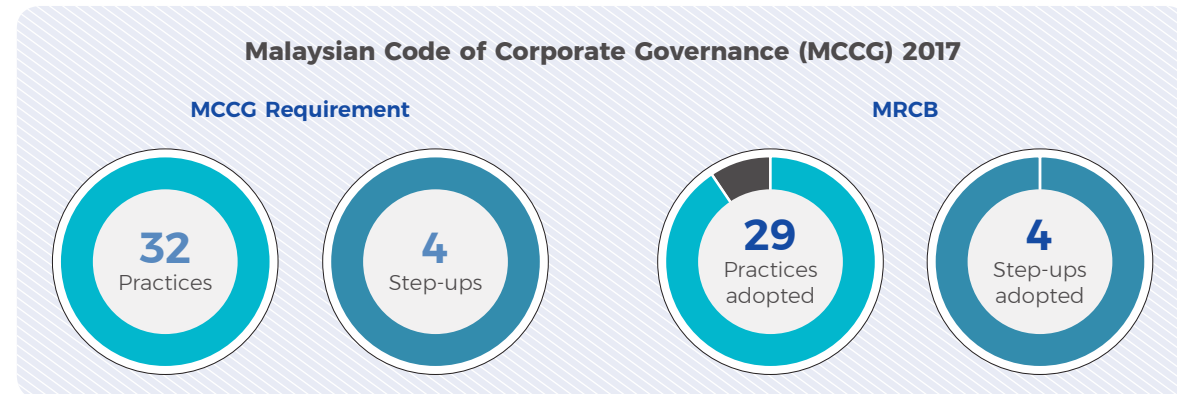 Malaysian Code of Corporate Governance (MCCG) 2017
MCCG Requirement
32
Practices
4
Step-ups
MRCB
29
Practices
adopted
4
Step-ups
adopted